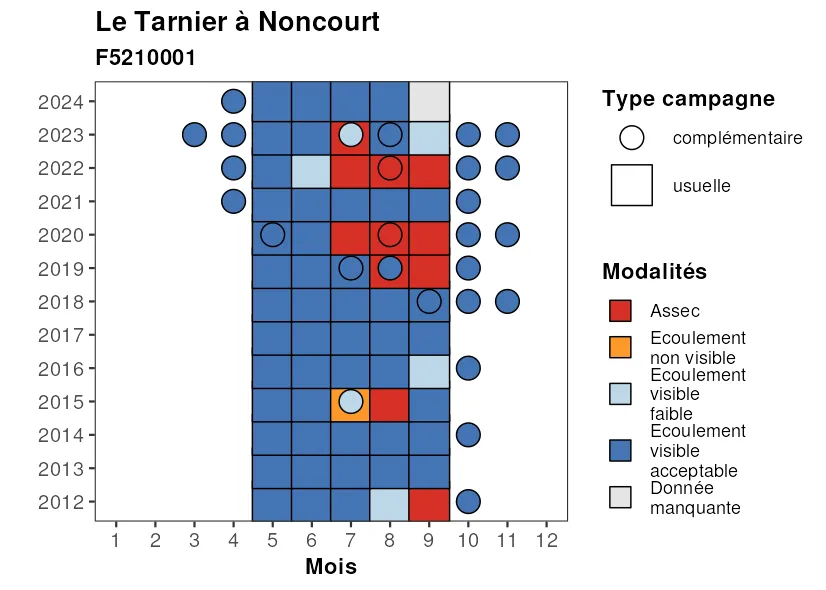 Le Tarnier à Noncourt
F5210001
2024
2023
2022
2021
2020
2019
2018
2017
2016
2015
2014
2013
2012
1 2 3 4 5 6 7 8 9 10 11 12
Mois
Type campagne
complémentaire
usuelle
Modalités
Assec
Ecoulement
non visible
Ecoulement
visible
faible
Ecoulement
visible
acceptable
Donnée
manquante